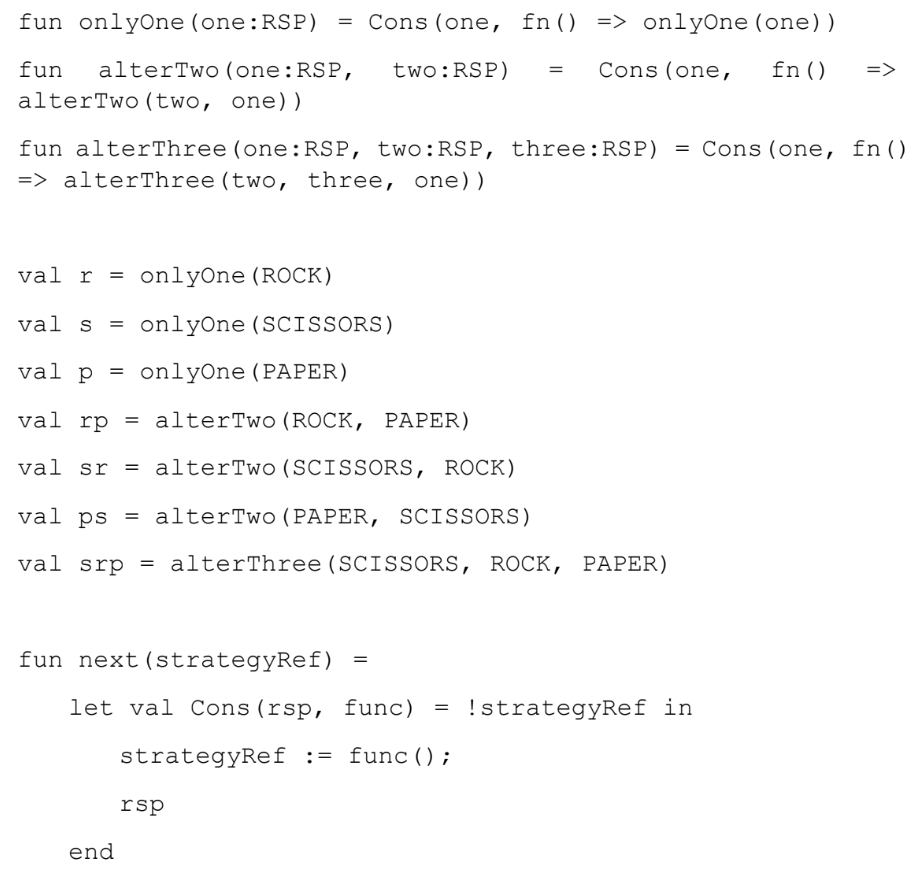 fun onlyOne(one:RSP) = Cons(one, fn() => onlyOne(one))
fun alterTwo(one:RSP, two:RSP) = Cons(one, fn() =>
alterTwo(two, one))
fun alterThree(one:RSP, two:RSP, three:RSP) = Cons(one, fn()
=> alterThree(two, three, one))
val r = onlyOne(ROCK)
val s = onlyOne(SCISSORS)
val p = onlyOne(PAPER)
val rp = alterTwo(ROCK, PAPER)
val sr = alterTwo(SCISSORS, ROCK)
val ps = alterTwo(PAPER, SCISSORS)
val srp = alterThree(SCISSORS, ROCK, PAPER)
fun next(strategyRef) =
let val Cons(rsp, func) = !strategyRef in
strategyRef := func();
rsp
end